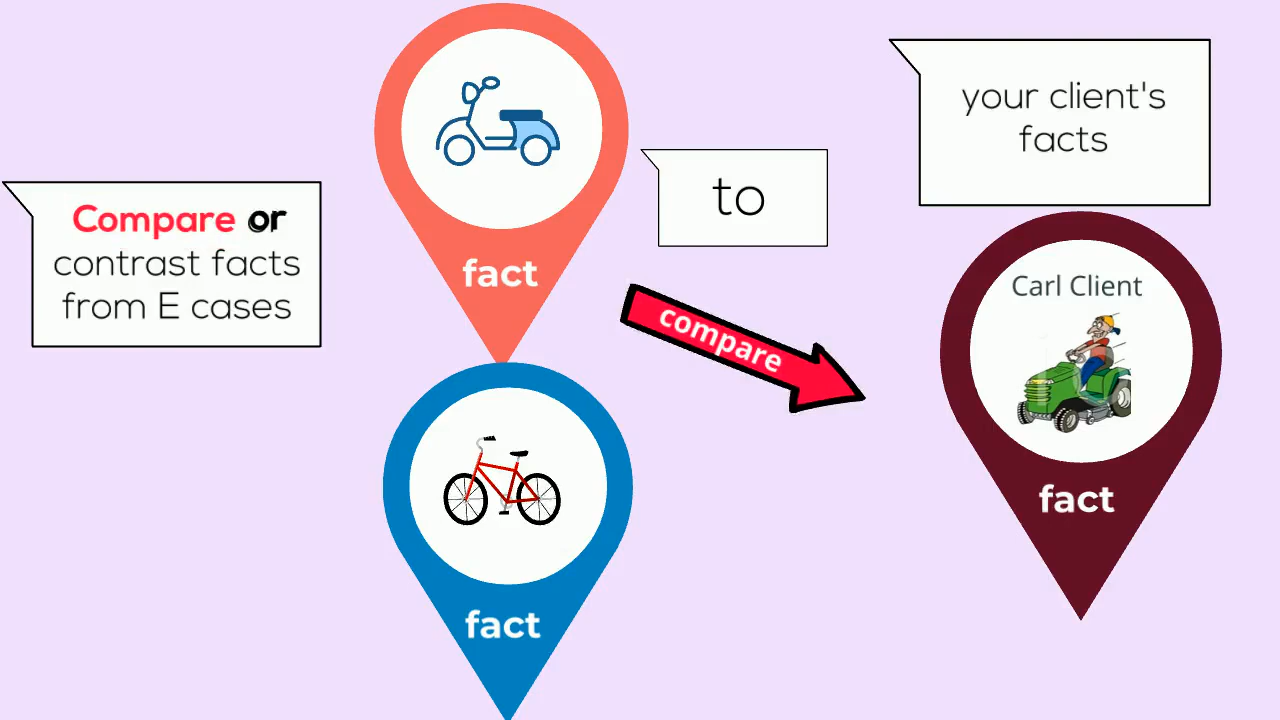 Compare or
contrast facts
from E cases
fact
fact
to
compare
your client's
facts
Carl Client
fact